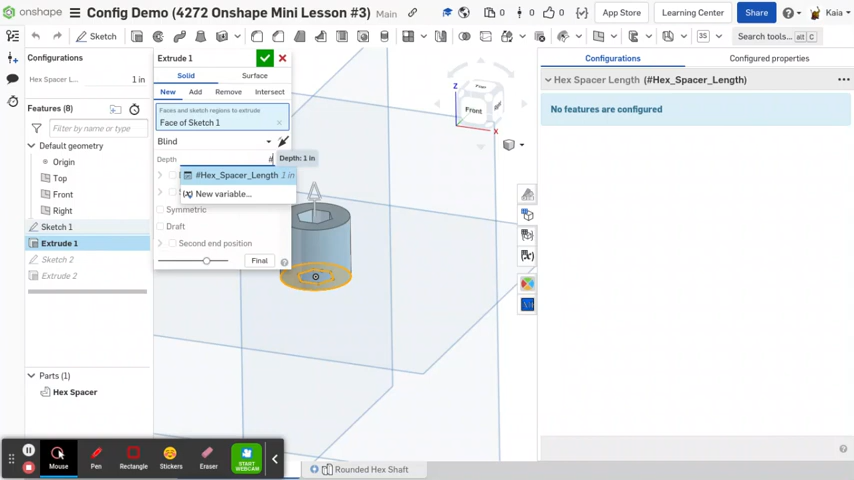 onshape
Config Demo (4272 Onshape Mini Lesson #3)
Main
0
0
1
App Store
Learning Center
Share
Kaia
Sketch
3S
Search tools...
alt C
Configurations
Hex Spacer L...
1 in
Features (8)
Filter by name or type
Default geometry
Origin
Top
Front
Right
Sketch 1
Extrude 1
Sketch 2
Extrude 2
Parts (1)
Hex Spacer
Extrude 1
Solid
Surface
New
Add
Remove
Intersect
Faces and sketch regions to extrude
Face of Sketch 1
Blind
Depth
#
Depth: 1 in
#Hex_Spacer_Length 1 in
(x) New variable...
Symmetric
Draft
Second end position
Final
Z
Front
X
Configurations
Configured properties
Hex Spacer Length (#Hex_Spacer_Length)
No features are configured
Mouse
Pen
Rectangle
Stickers
Eraser
START
WEBCAM
Rounded Hex Shaft